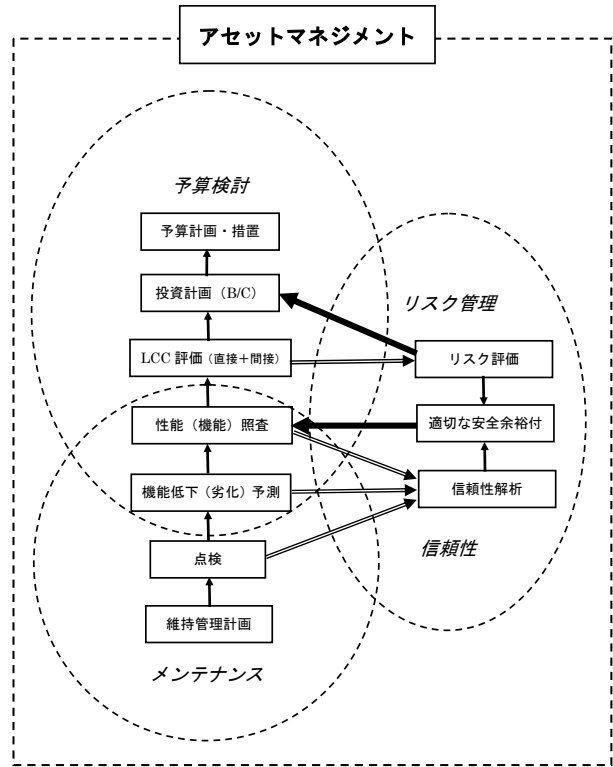 アセットマネジメント
予算検討
予算計画・措置
投資計画（B/C）
リスク管理
LCC 評価（直接＋間接）
リスク評価
性能（機能）照査
適切な安全余裕付
機能低下（劣化）予測
信頼性解析
点検
信頼性
維持管理計画
メンテナンス